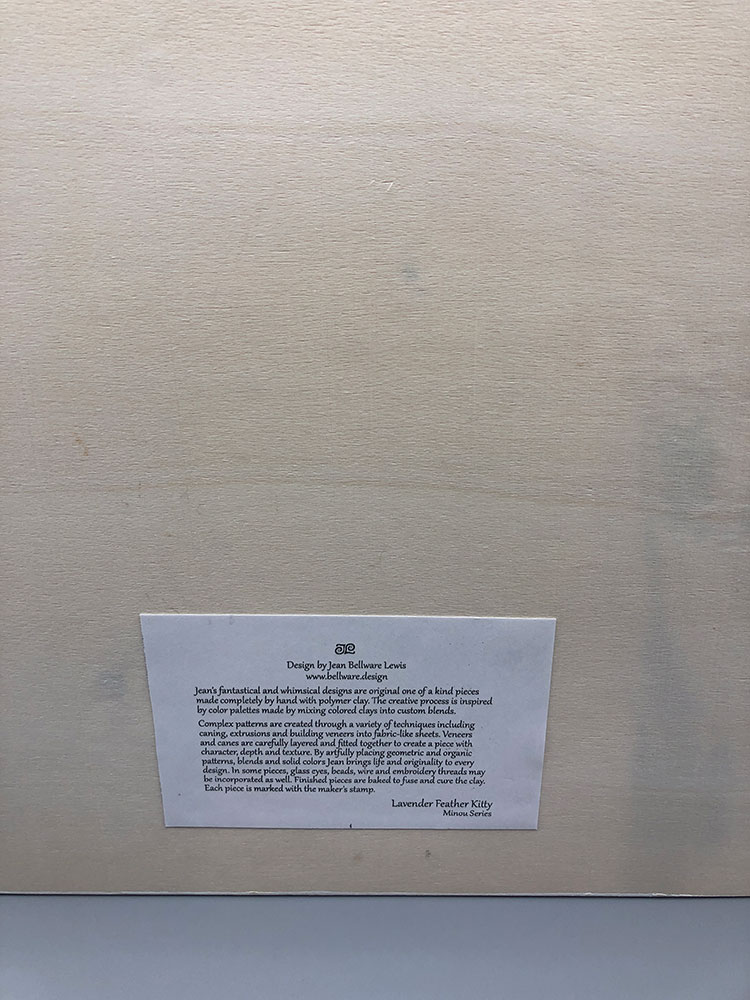 Design by Jean Bellware Lewis
www.bellware.design
Jean's fantastical and whimsical designs are original one of a kind pieces
made completely by hand with polymer clay. The creative process is inspired
by color palettes made by mixing colored clays into custom blends.
Complex patterns are created through a variety of techniques including
caning, extrusions and building veneers into fabric-like sheets. Veneers
and canes are carefully layered and fitted together to create a piece with
character, depth and texture. By artfully placing geometric and organic
patterns, blends and solid colors Jean brings life and originality to every
design. In some pieces, glass eyes, beads, wire and embroidery threads may
be incorporated as well. Finished pieces are baked to fuse and cure the clay.
Each piece is marked with the maker's stamp.
Lavender Feather Kitty
Minou Series